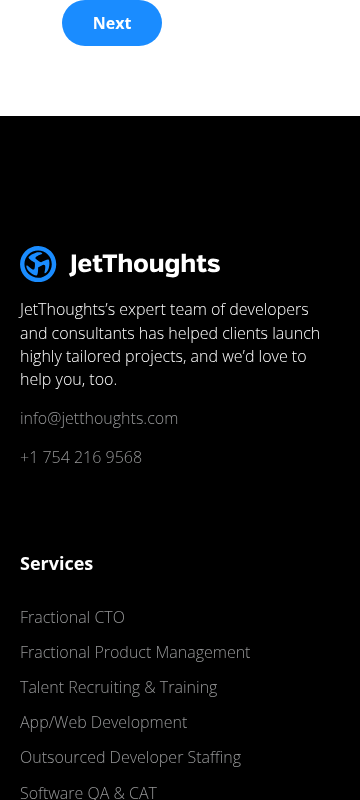 Next
JetThoughts
JetThoughts’s expert team of developers
and consultants has helped clients launch
highly tailored projects, and we’d love to
help you, too.
info@jetthoughts.com
+1 754 216 9568
Services
Fractional CTO
Fractional Product Management
Talent Recruiting & Training
App/Web Development
Outsourced Developer Staffing
Software QA & CAT